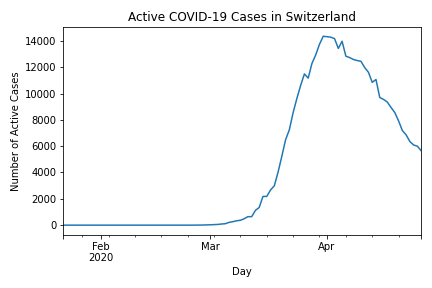 Active COVID-19 Cases in Switzerland
Number of Active Cases
14000
12000
10000
8000
6000
4000
2000
0
Feb Mar Apr
2020
Day